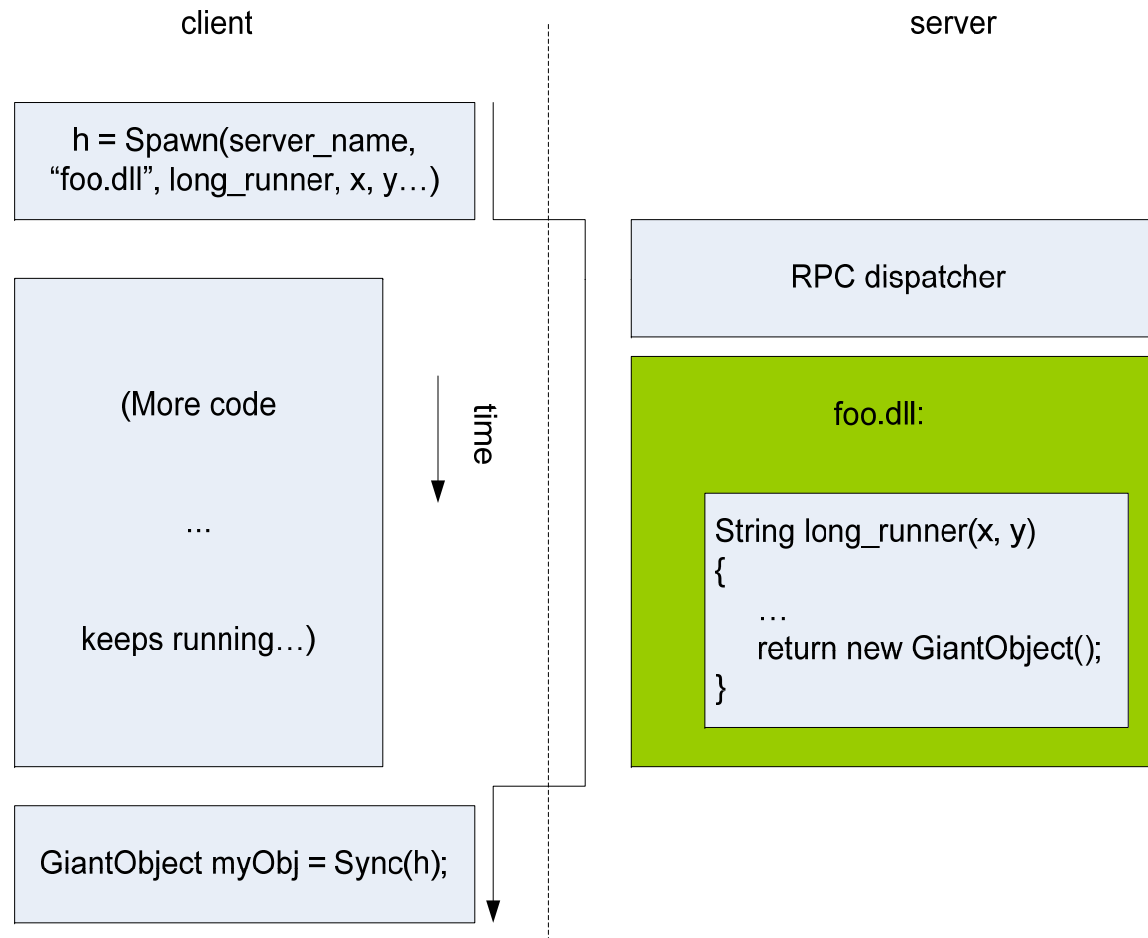 client
server
h = Spawn(server_name,
“foo.dll”, long_runner, x, y…)
RPC dispatcher
(More code
...
keeps running…)
time
foo.dll:
String long_runner(x, y)
{
…
return new GiantObject();
}
GiantObject myObj = Sync(h);